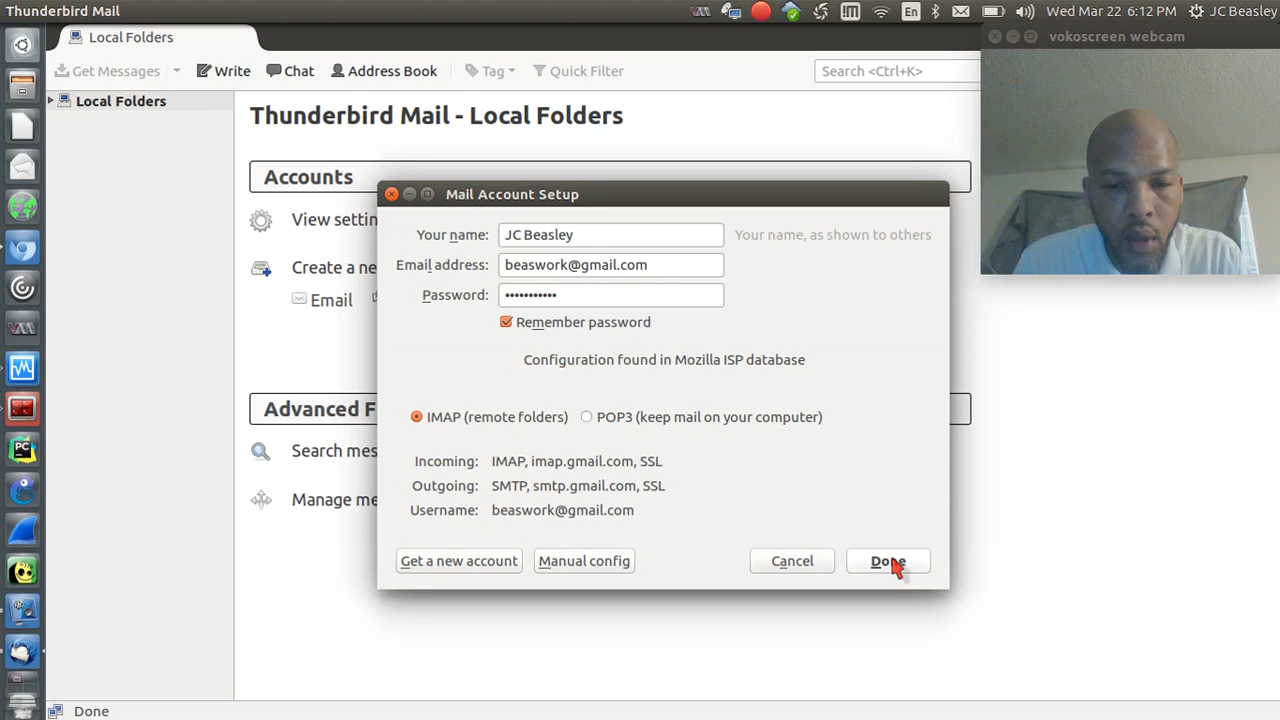 Thunderbird Mail
En
Wed Mar 22 6:12 PM
JC Beasley
Local Folders
vokoscreen webcam
Get Messages
Write
Chat
Address Book
Tag
Quick Filter
Search <Ctrl+K>
Local Folders
Thunderbird Mail - Local Folders
Accounts
Mail Account Setup
View settin
Your name: JC Beasley Your name, as shown to others
Create a ne
Email address: beaswork@gmail.com
Email
Password: •••••••••••
Remember password
Configuration found in Mozilla ISP database
Advanced F
IMAP (remote folders) POP3 (keep mail on your computer)
Search mes
Incoming: IMAP, imap.gmail.com, SSL
Outgoing: SMTP, smtp.gmail.com, SSL
Manage me
Username: beaswork@gmail.com
Get a new account Manual config Cancel Done
PC
Done